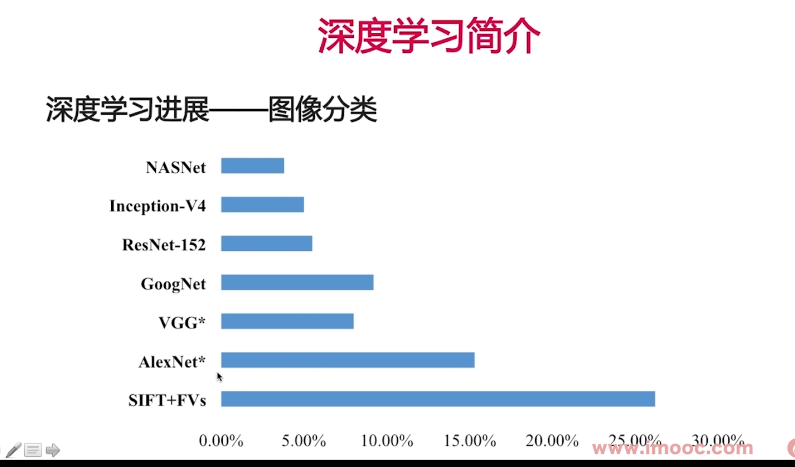 深度学习简介
深度学习进展——图像分类
NASNet
Inception-V4
ResNet-152
GoogNet
VGG*
AlexNet*
SIFT+FVs
0.00% 5.00% 10.00% 15.00% 20.00% 25.00% 30.00%
www.imooc.com